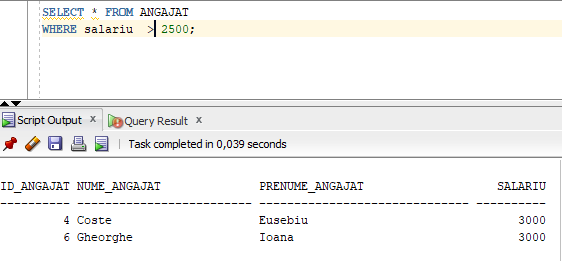 SELECT * FROM ANGAJAT
WHERE salariu > 2500;
Script Output x Query Result x
Task completed in 0,039 seconds
ID_ANGAJAT NUME_ANGAJAT PRENUME_ANGAJAT SALARIU
---------- ------------------------- ------------------------------ ----------
4 Coste Eusebiu 3000
6 Gheorghe Ioana 3000